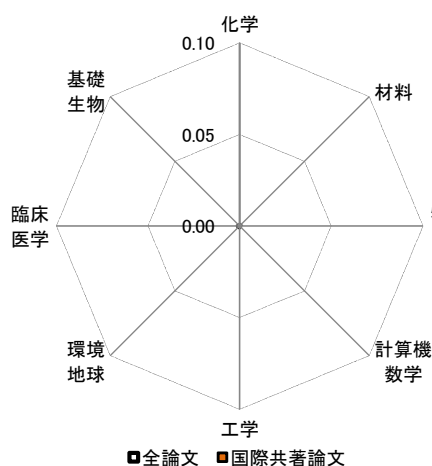 化学
0.10
基礎
生物
材料
0.05
臨床
医学
0.00
環境
地球
計算機
数学
工学
全論文 国際共著論文